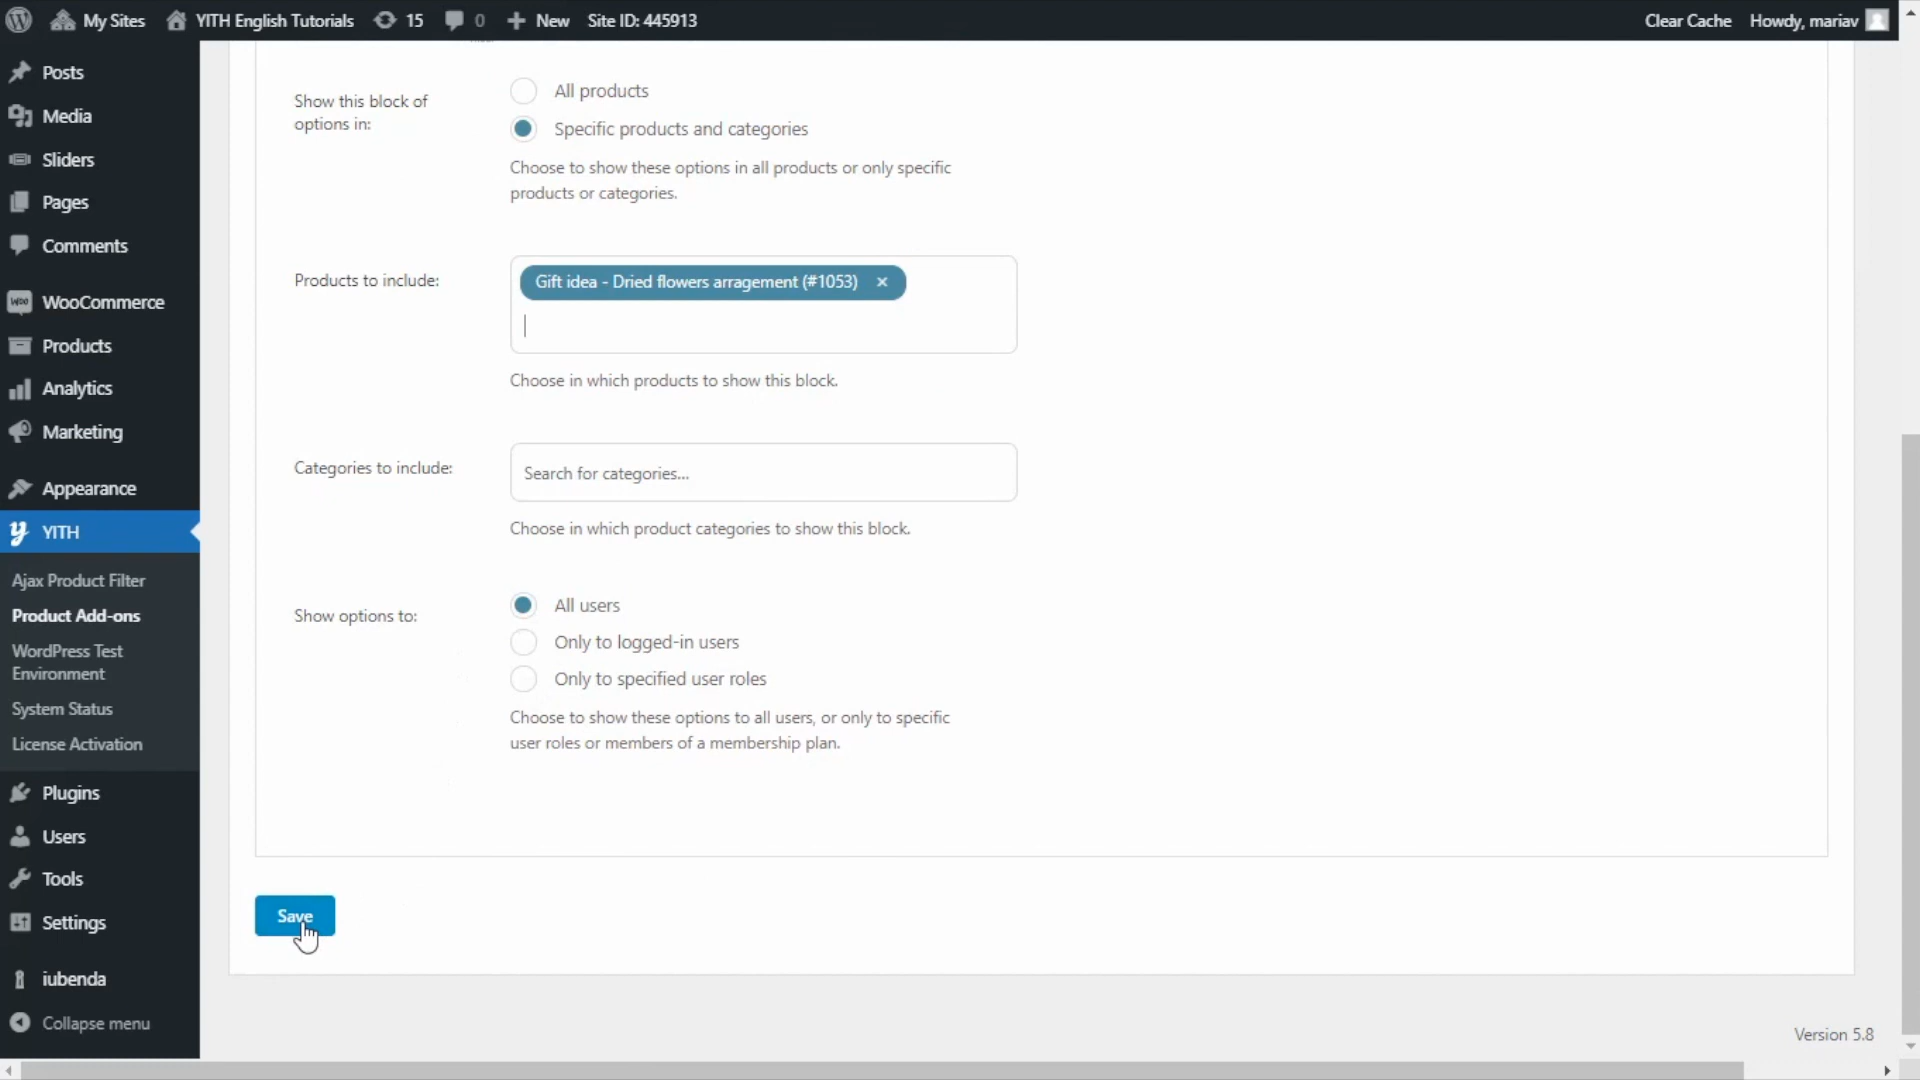 My Sites
YITH English Tutorials
15
0
New
Site ID: 445913
Clear Cache
Howdy, mariav
Posts
Media
Sliders
Pages
Comments
Woo
WooCommerce
Products
Analytics
Marketing
Appearance
y
YITH
Ajax Product Filter
Product Add-ons
WordPress Test
Environment
System Status
License Activation
Plugins
Users
Tools
Settings
iubenda
Collapse menu
Show this block of
options in:
All products
Specific products and categories
Choose to show these options in all products or only specific
products or categories.
Products to include:
Gift idea - Dried flowers arragement (#1053) ×
Choose in which products to show this block.
Categories to include:
Search for categories...
Choose in which product categories to show this block.
Show options to:
All users
Only to logged-in users
Only to specified user roles
Choose to show these options to all users, or only to specific
user roles or members of a membership plan.
Save
Version 5.8